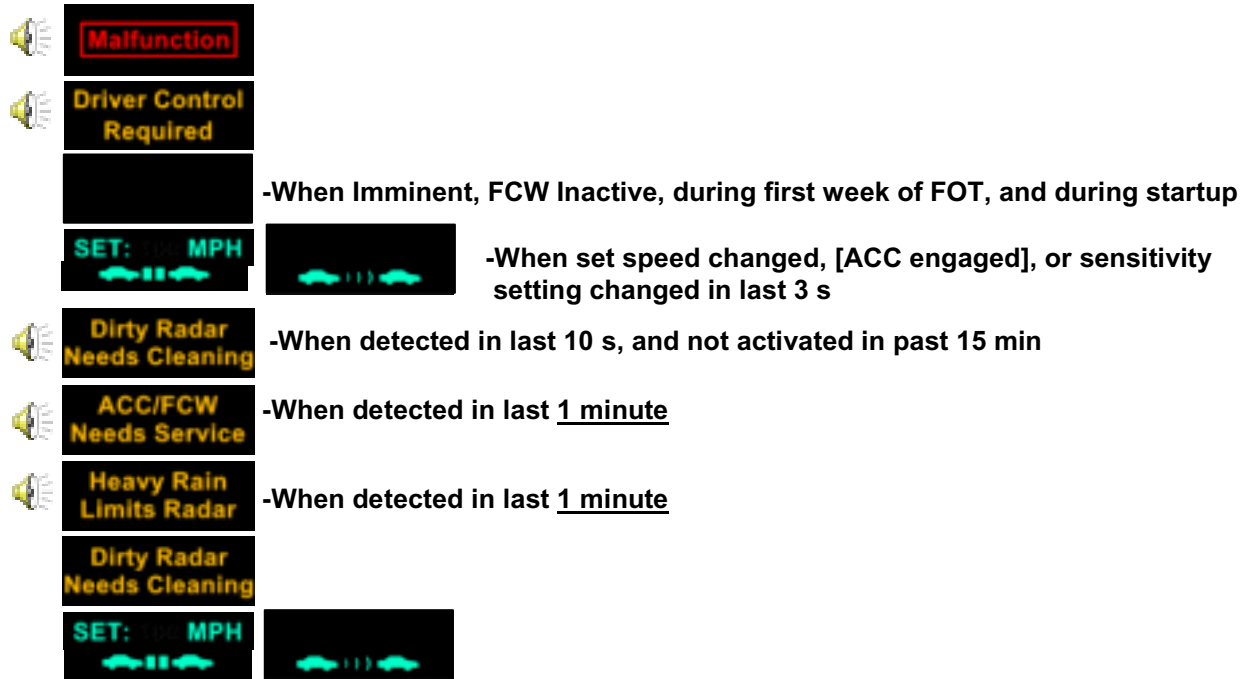 Malfunction
Driver Control
Required
-When Imminent, FCW Inactive, during first week of FOT, and during startup
SET: MPH
-When set speed changed, [ACC engaged], or sensitivity
setting changed in last 3 s
Dirty Radar
Needs Cleaning
-When detected in last 10 s, and not activated in past 15 min
ACC/FCW
Needs Service
-When detected in last 1 minute
Heavy Rain
Limits Radar
-When detected in last 1 minute
Dirty Radar
Needs Cleaning
SET: MPH